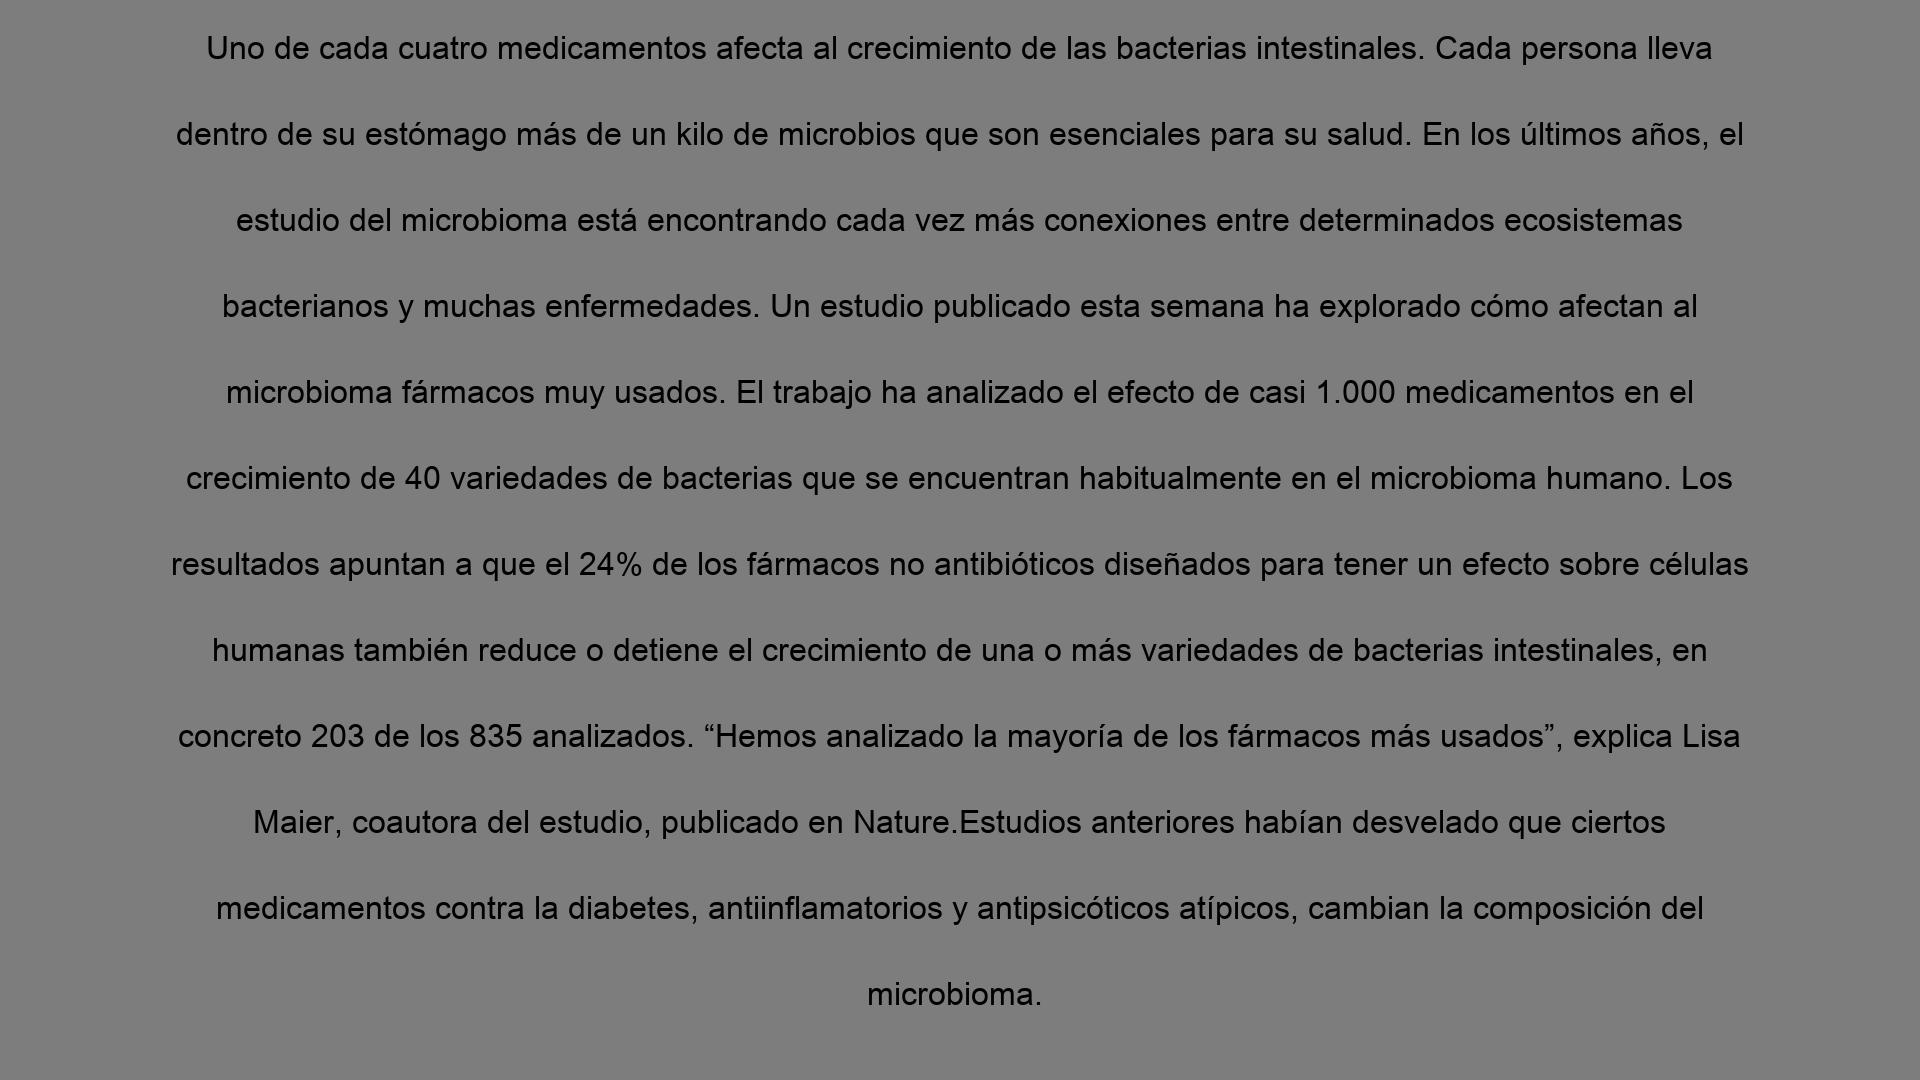 Uno de cada cuatro medicamentos afecta al crecimiento de las bacterias intestinales. Cada persona lleva
dentro de su estómago más de un kilo de microbios que son esenciales para su salud. En los últimos años, el
estudio del microbioma está encontrando cada vez más conexiones entre determinados ecosistemas
bacterianos y muchas enfermedades. Un estudio publicado esta semana ha explorado cómo afectan al
microbioma fármacos muy usados. El trabajo ha analizado el efecto de casi 1.000 medicamentos en el
crecimiento de 40 variedades de bacterias que se encuentran habitualmente en el microbioma humano. Los
resultados apuntan a que el 24% de los fármacos no antibióticos diseñados para tener un efecto sobre células
humanas también reduce o detiene el crecimiento de una o más variedades de bacterias intestinales, en
concreto 203 de los 835 analizados. “Hemos analizado la mayoría de los fármacos más usados”, explica Lisa
Maier, coautora del estudio, publicado en Nature.Estudios anteriores habían desvelado que ciertos
medicamentos contra la diabetes, antiinflamatorios y antipsicóticos atípicos, cambian la composición del
microbioma.